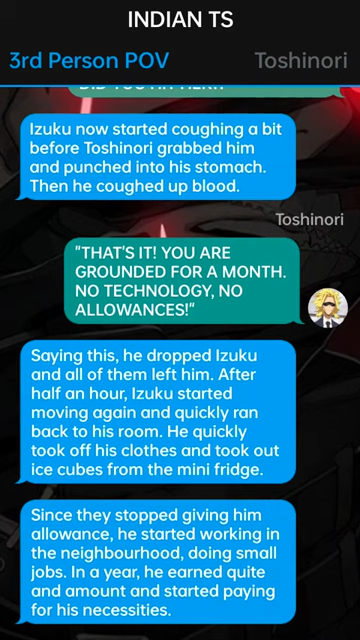 INDIAN TS
3rd Person POV
Toshinori
Izuku now started coughing a bit
before Toshinori grabbed him
and punched into his stomach.
Then he coughed up blood.
Toshinori
"THAT'S IT! YOU ARE
GROUNDED FOR A MONTH.
NO TECHNOLOGY, NO
ALLOWANCES!"
Saying this, he dropped Izuku
and all of them left him. After
half an hour, Izuku started
moving again and quickly ran
back to his room. He quickly
took off his clothes and took out
ice cubes from the mini fridge.
Since they stopped giving him
allowance, he started working in
the neighbourhood, doing small
jobs. In a year, he earned quite
and amount and started paying
for his necessities.